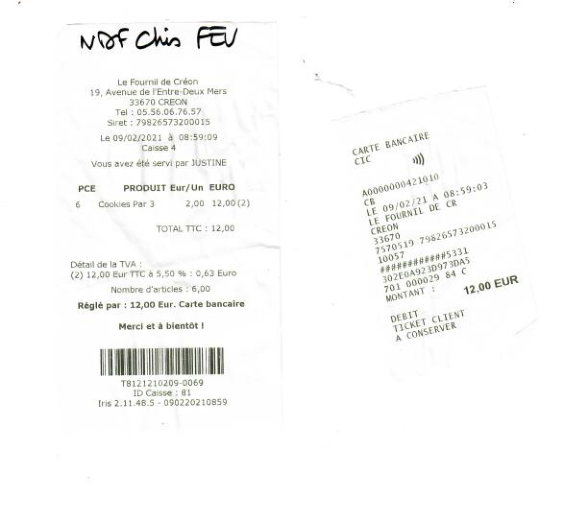 NDF Chis FEV
Le Fournil de Créon
19, Avenue de l'Entre-Deux Mers
33670 CREON
Tel : 05.56.06.76.57
Siret : 79826573200015
Le 09/02/2021 à 08:59:09
Caisse 4
Vous avez été servi par JUSTINE
PCE PRODUIT Eur/Un EURO
6 Cookies Par 3 2,00 12,00(2)
TOTAL TTC : 12,00
Détail de la TVA :
(2) 12,00 Eur TTC à 5,50 % : 0,63 Euro
Nombre d'articles : 6,00
Réglé par : 12,00 Eur. Carte bancaire
Merci et à bientôt !
T8121210209-0069
ID Caisse : 81
Iris 2.11.48.5 - 090220210859
CARTE BANCAIRE
CIC
A0000000421010
CB
LE 09/02/21 A 08:59:03
LE FOURNIL DE CR
CREON
33670
7570519 79826573200015
10057
############5331
302E0A923D973DA5
701 000029 84 C
MONTANT : 12,00 EUR
DEBIT
TICKET CLIENT
A CONSERVER